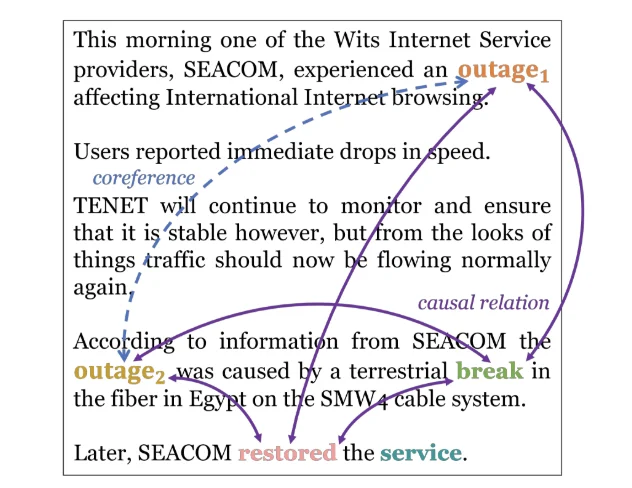 This morning one of the Wits Internet Service
providers, SEACOM, experienced an outage1
affecting International Internet browsing.
Users reported immediate drops in speed.
coreference
TENET will continue to monitor and ensure
that it is stable however, but from the looks of
things traffic should now be flowing normally
again.
causal relation
According to information from SEACOM the
outage2 was caused by a terrestrial break in
the fiber in Egypt on the SMW4 cable system.
Later, SEACOM restored the service.